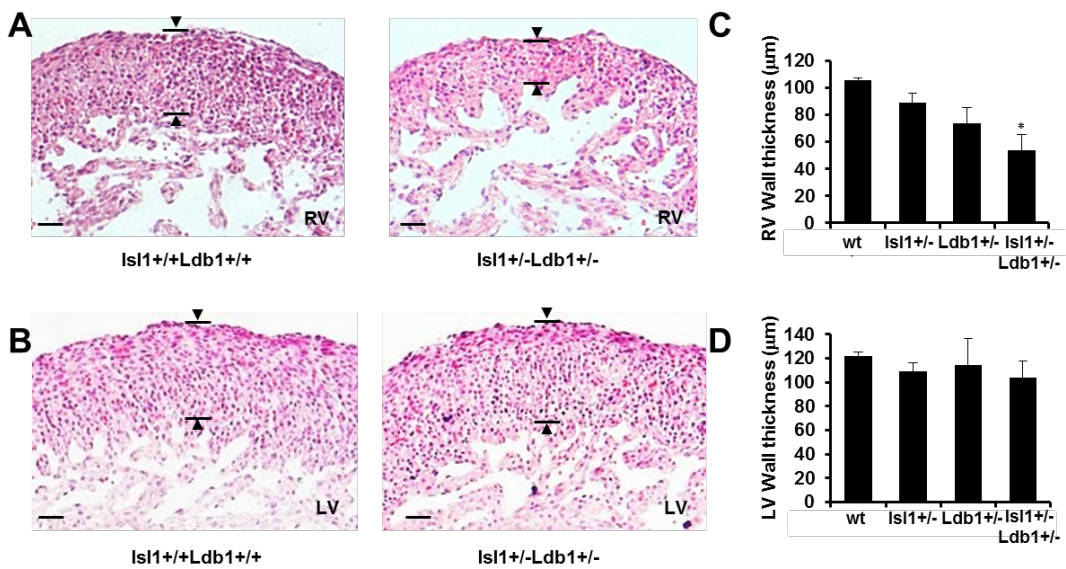 A
RV
Isl1+/+Ldb1+/+
RV
Isl1+/-Ldb1+/-
B
LV
Isl1+/+Ldb1+/+
LV
Isl1+/-Ldb1+/-
C
RV Wall thickness (µm)
120
100
80
60
40
20
0
*
wt Isl1+/- Ldb1+/- Isl1+/-
Ldb1+/-
D
LV Wall thickness (µm)
140
120
100
80
60
40
20
0
wt Isl1+/- Ldb1+/- Isl1+/-
Ldb1+/-